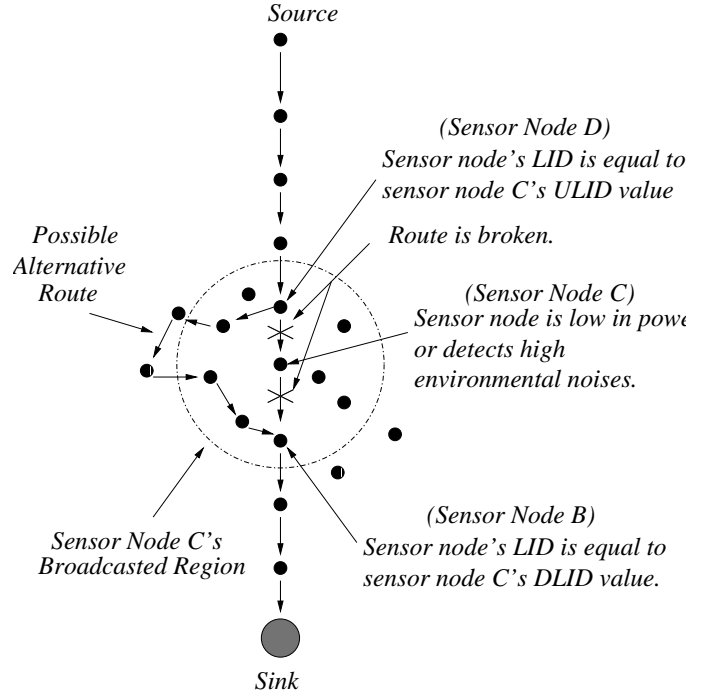 Source
(Sensor Node D)
Sensor node's LID is equal to
sensor node C's ULID value
Route is broken.
Possible
Alternative
Route
(Sensor Node C)
Sensor node is low in powe
or detects high
environmental noises.
(Sensor Node B)
Sensor node's LID is equal to
sensor node C's DLID value.
Sensor Node C's
Broadcasted Region
Sink